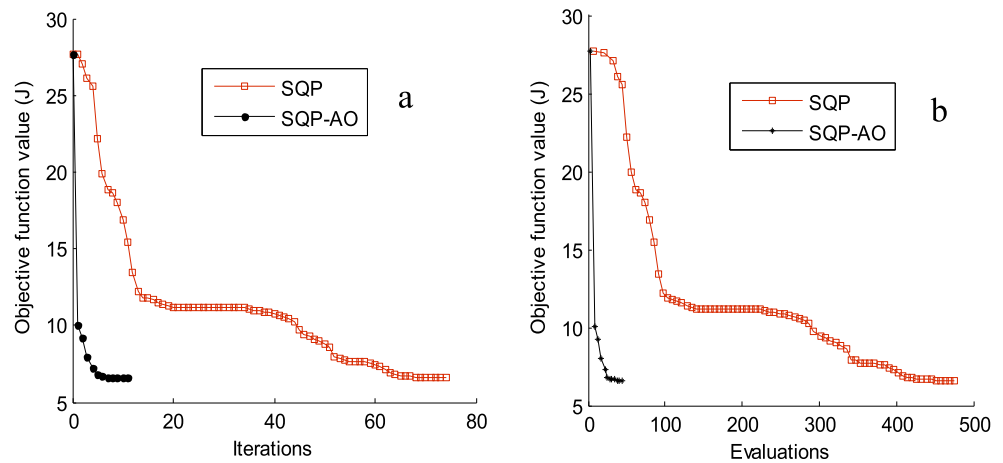 30
25
20
15
10
5
0
20
40
60
80
Objective function value (J)
Iterations
SQP
SQP-AO
a
30
25
20
15
10
5
0
100
200
300
400
500
Objective function value (J)
Evaluations
SQP
SQP-AO
b